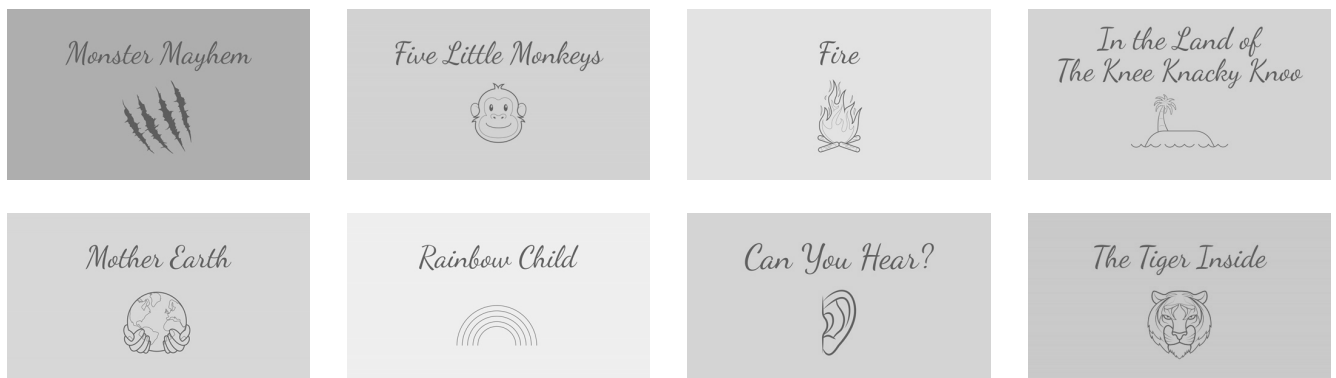 Monster Mayhem
Five Little Monkeys
Fire
In the Land of
The Knee Knacky Knoo
Mother Earth
Rainbow Child
Can You Hear?
The Tiger Inside